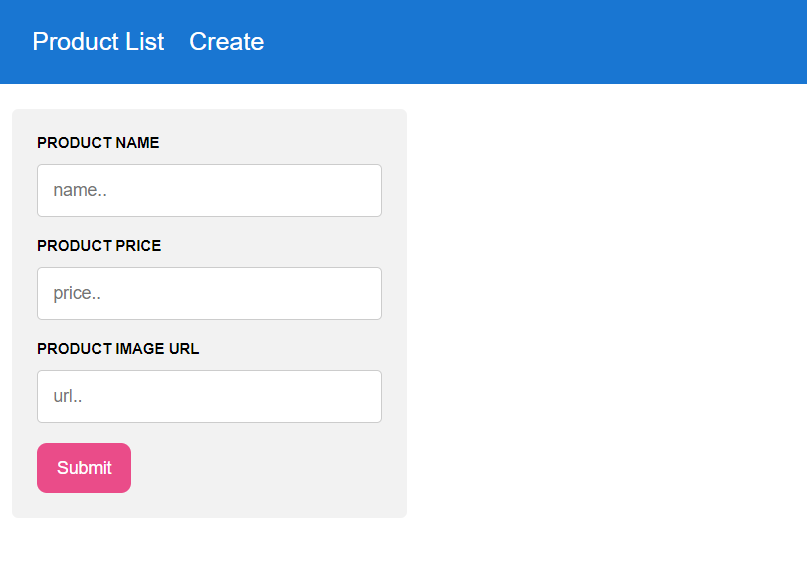 Product List Create
PRODUCT NAME
name..
PRODUCT PRICE
price..
PRODUCT IMAGE URL
url..
Submit